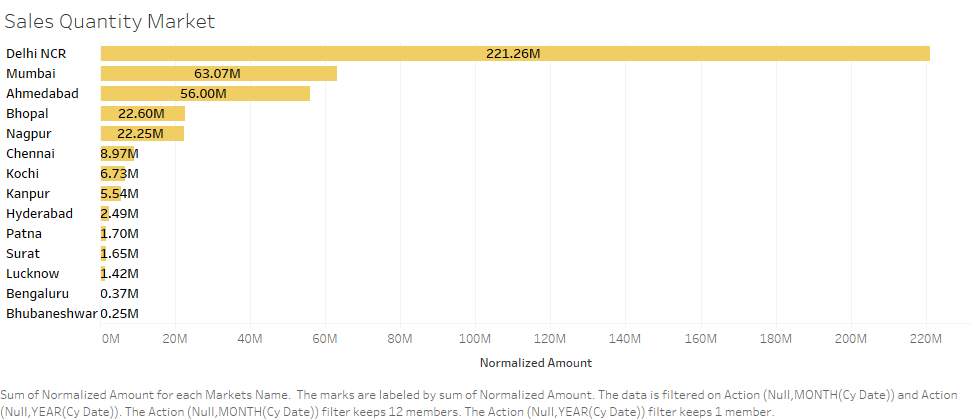 Sales Quantity Market
Delhi NCR 221.26M
Mumbai 63.07M
Ahmedabad 56.00M
Bhopal 22.60M
Nagpur 22.25M
Chennai 8.97M
Kochi 6.73M
Kanpur 5.54M
Hyderabad 2.49M
Patna 1.70M
Surat 1.65M
Lucknow 1.42M
Bengaluru 0.37M
Bhubaneshwar 0.25M
0M 20M 40M 60M 80M 100M 120M 140M 160M 180M 200M 220M
Normalized Amount
Sum of Normalized Amount for each Markets Name.  The marks are labeled by sum of Normalized Amount. The data is filtered on Action (Null,MONTH(Cy Date)) and Action
(Null,YEAR(Cy Date)). The Action (Null,MONTH(Cy Date)) filter keeps 12 members. The Action (Null,YEAR(Cy Date)) filter keeps 1 member.